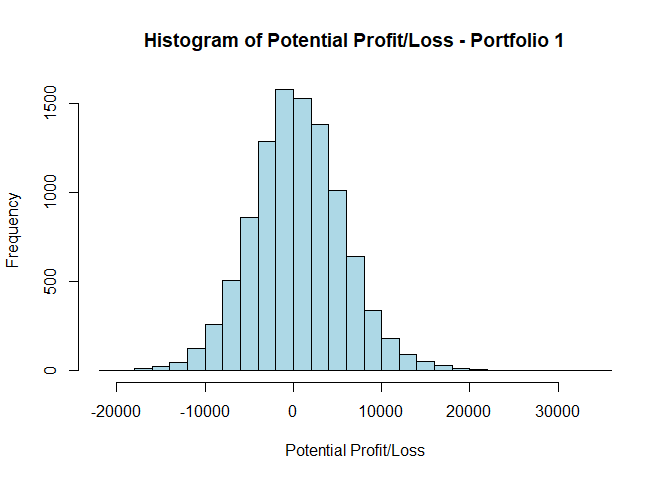 Histogram of Potential Profit/Loss - Portfolio 1
Frequency
1500
1000
500
0
-20000 -10000 0 10000 20000 30000
Potential Profit/Loss